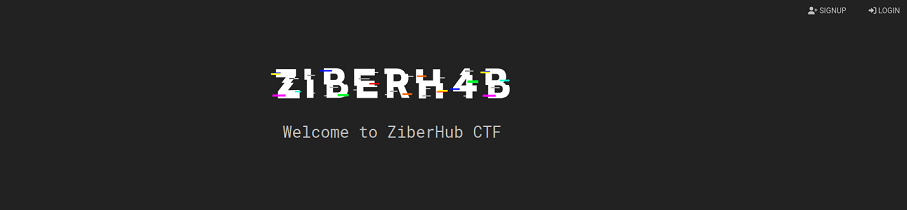 SIGNUP LOGIN
ZIBERH4B
Welcome to ZiberHub CTF